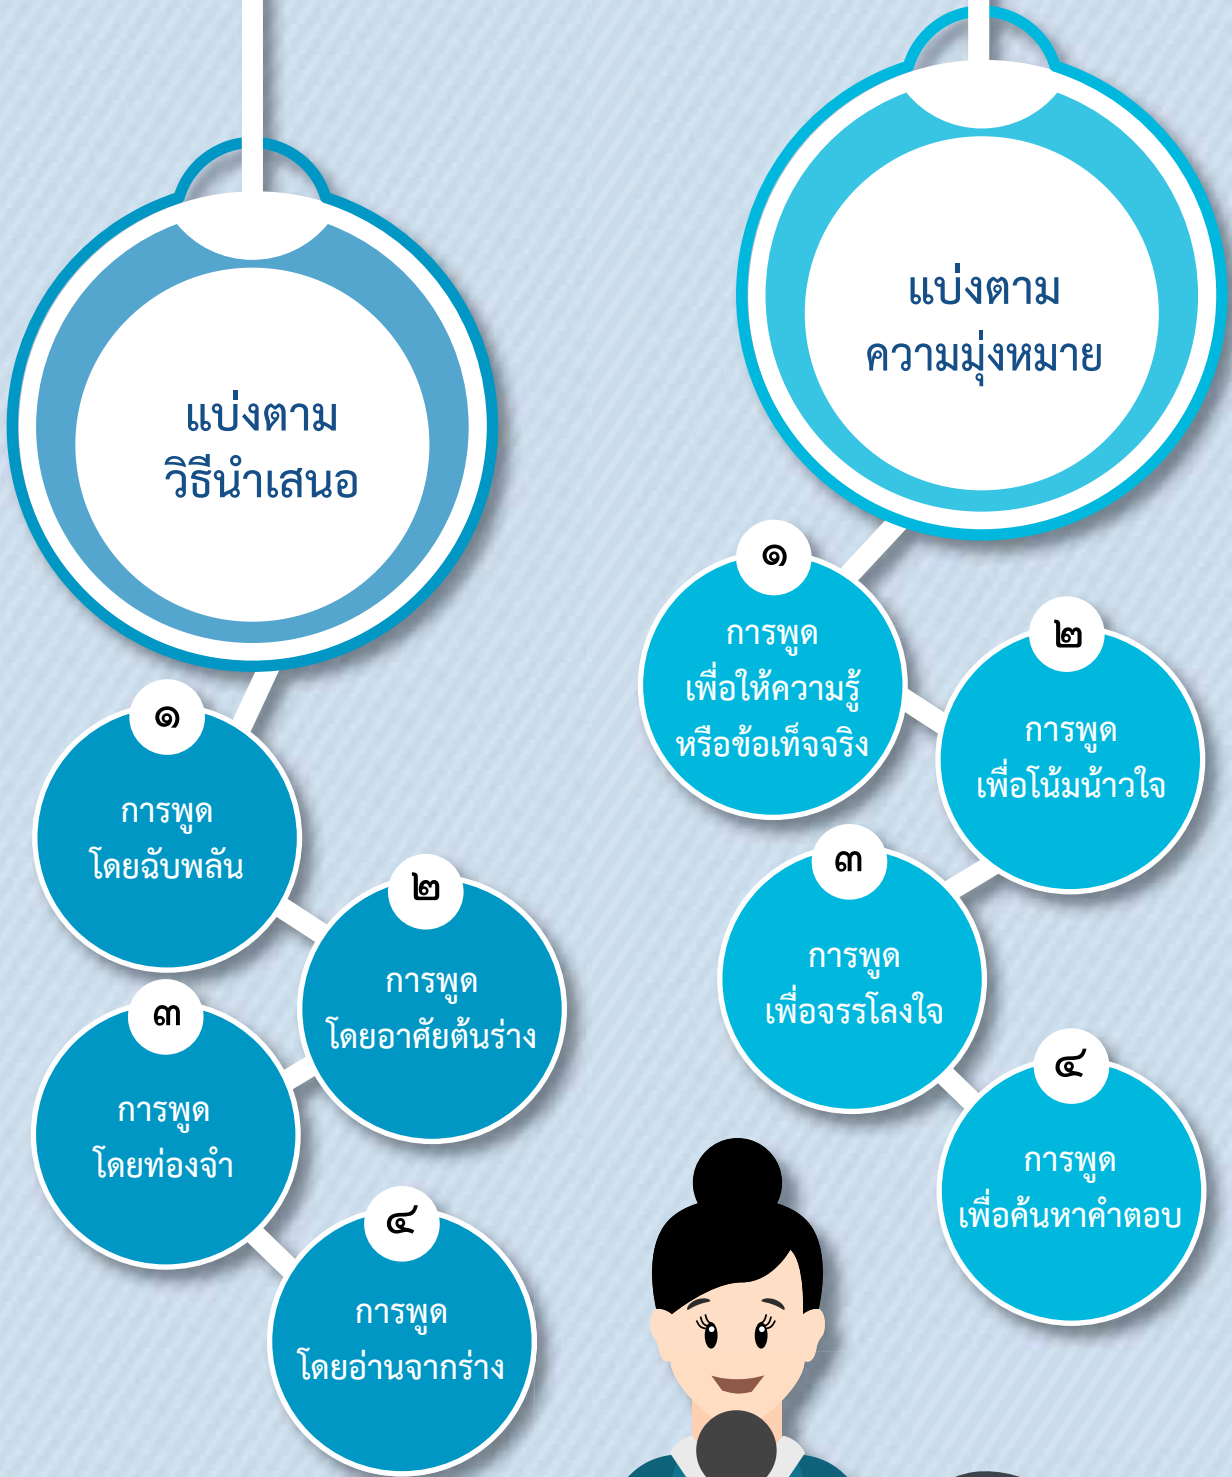 แบ่งตาม
วิธีนำเสนอ
๑
การพูด
โดยฉับพลัน
๒
การพูด
โดยอาศัยต้นร่าง
๓
การพูด
โดยท่องจำ
๔
การพูด
โดยอ่านจากร่าง
แบ่งตาม
ความมุ่งหมาย
๑
การพูด
เพื่อให้ความรู้
หรือข้อเท็จจริง
๒
การพูด
เพื่อโน้มน้าวใจ
๓
การพูด
เพื่อจรรโลงใจ
๔
การพูด
เพื่อค้นหาคำตอบ